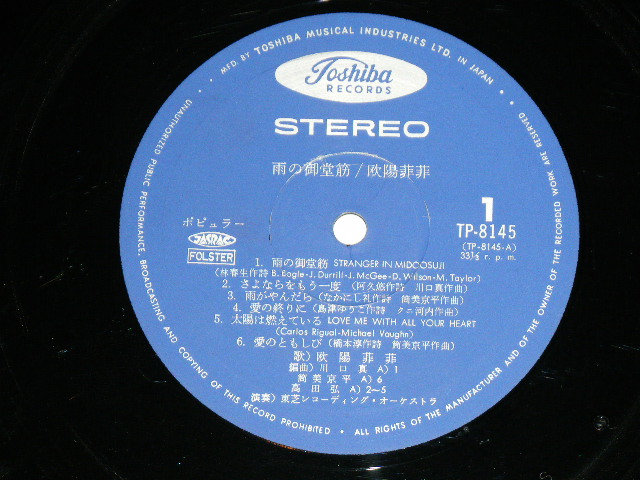 MFD. BY TOSHIBA MUSICAL INDUSTRIES LTD. IN JAPAN
Toshiba
RECORDS
STEREO
雨の御堂筋/欧陽菲菲
ポピュラー
JASRAC
FOLSTER
1
TP-8145
(TP-8145-A)
33⅓ r. p. m.
1. 雨の御堂筋 STRANGER IN MIDOOSUJI
(林春生作詩 B. Bogle-J. Durrill-J. McGee-D. Wilson-M. Taylor)
2. さよならをもう一度 (阿久悠作詩 川口真作曲)
3. 雨がやんだら (なかにし礼作詩 筒美京平作曲)
4. 愛の終りに (島津ゆうこ作詩 クニ河内作曲)
5. 太陽は燃えている LOVE ME WITH ALL YOUR HEART
(Carlos Rigual-Michael Vaughn)
6. 愛のともしび (橋本淳作詩 筒美京平作曲)
歌) 欧陽菲菲
編曲) 川口真 A) 1
筒美京平 A) 6
高田弘 A) 2~5
演奏) 東芝レコーディング・オーケストラ
UNAUTHORIZED PUBLIC PERFORMANCE, BROADCASTING AND COPYING OF THIS RECORD PROHIBITED • ALL RIGHTS OF THE MANUFACTURER AND OF THE OWNER OF THE RECORDED WORK ARE RESERVED